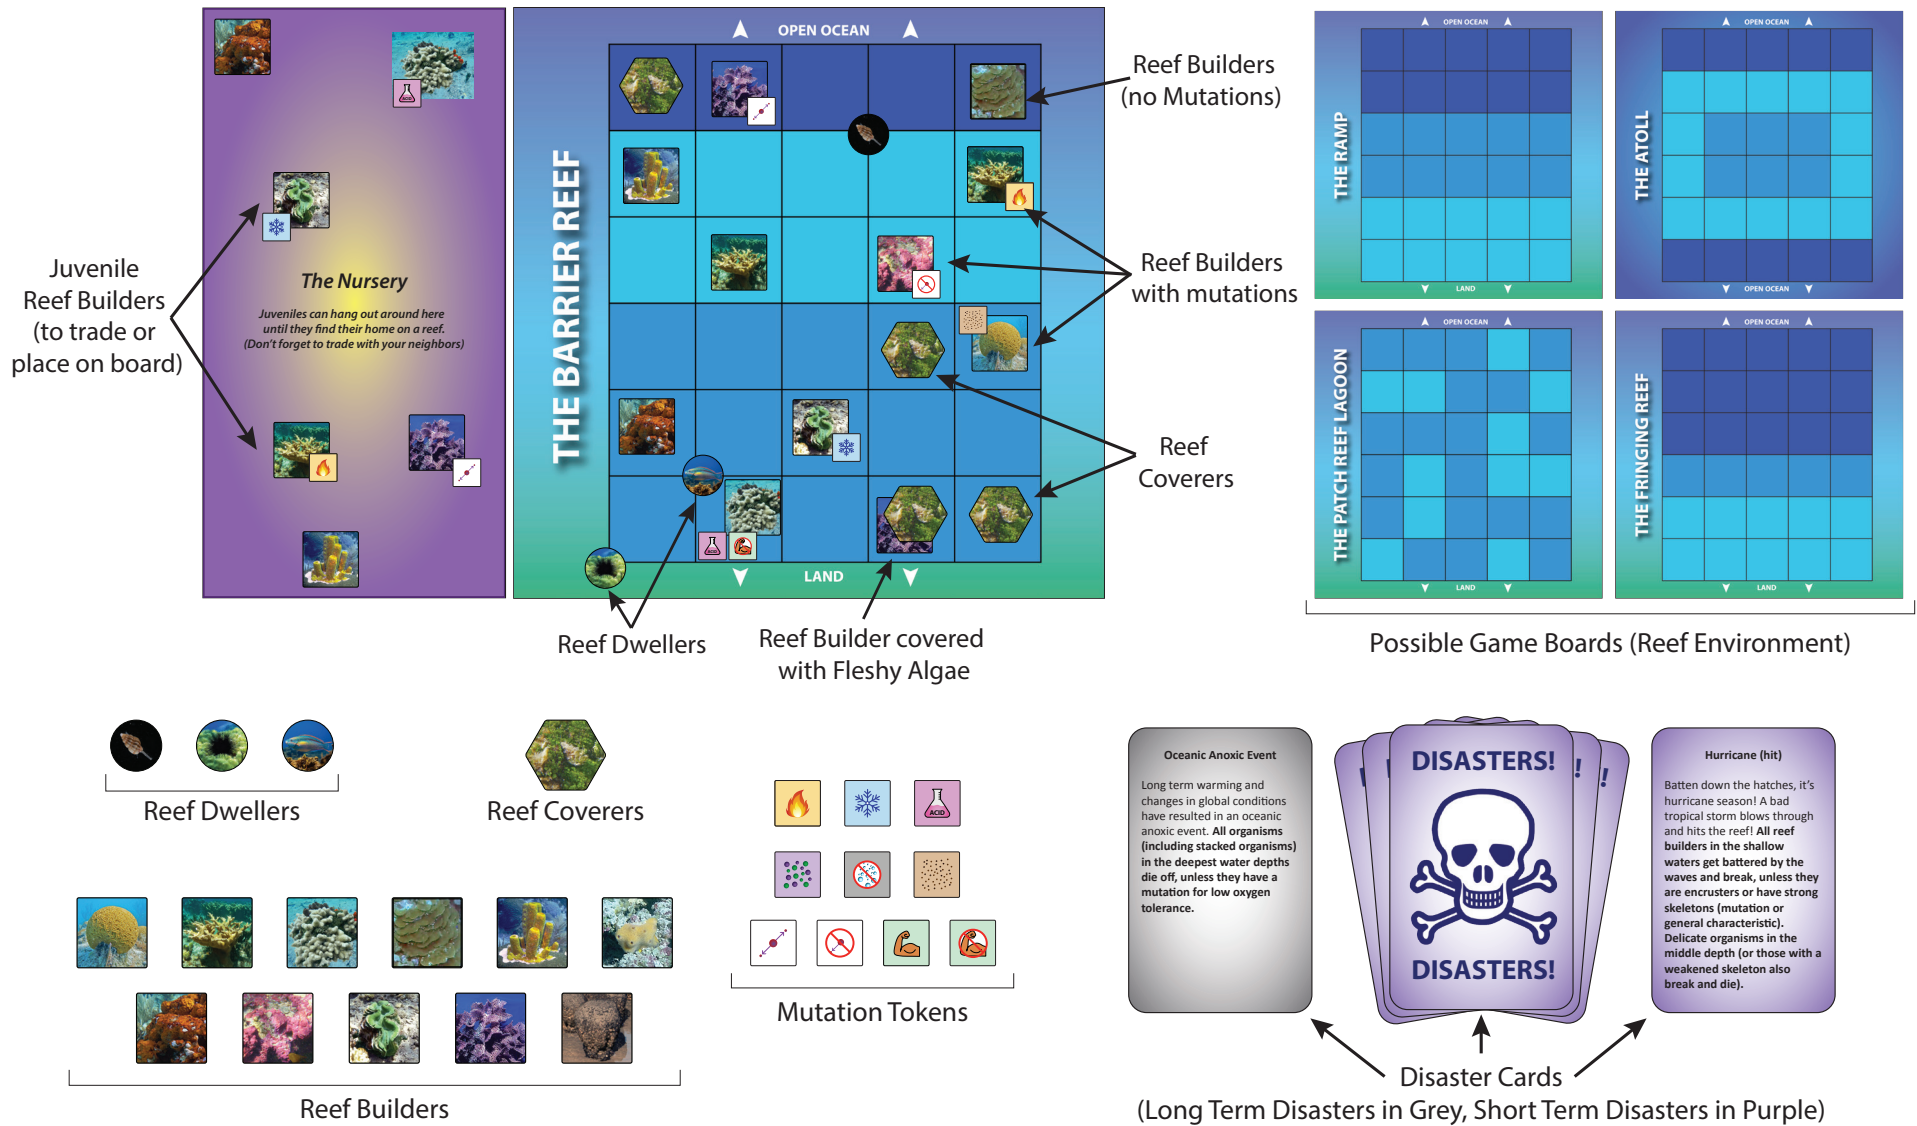 The Nursery
Juveniles can hang out around here
until they find their home on a reef.
(Don't forget to trade with your neighbors)
Juvenile
Reef Builders
(to trade or
place on board)
OPEN OCEAN
THE BARRIER REEF
LAND
ACID
ACID
Reef Builders
(no Mutations)
Reef Builders
with mutations
Reef
Coverers
Reef Dwellers
Reef Builder covered
with Fleshy Algae
OPEN OCEAN
THE RAMP
LAND
OPEN OCEAN
THE ATOLL
OPEN OCEAN
OPEN OCEAN
THE PATCH REEF LAGOON
LAND
OPEN OCEAN
THE FRINGING REEF
LAND
Possible Game Boards (Reef Environment)
Reef Dwellers
Reef Coverers
Reef Builders
ACID
Mutation Tokens
Oceanic Anoxic Event
Long term warming and
changes in global conditions
have resulted in an oceanic
anoxic event. All organisms
(including stacked organisms)
in the deepest water depths
die off, unless they have a
mutation for low oxygen
tolerance.
DISASTERS!
! !
DISASTERS!
Hurricane (hit)
Batten down the hatches, it's
hurricane season! A bad
tropical storm blows through
and hits the reef! All reef
builders in the shallow
waters get battered by the
waves and break, unless they
are encrusters or have strong
skeletons (mutation or
general characteristic).
Delicate organisms in the
middle depth (or those with a
weakened skeleton also
break and die).
Disaster Cards
(Long Term Disasters in Grey, Short Term Disasters in Purple)